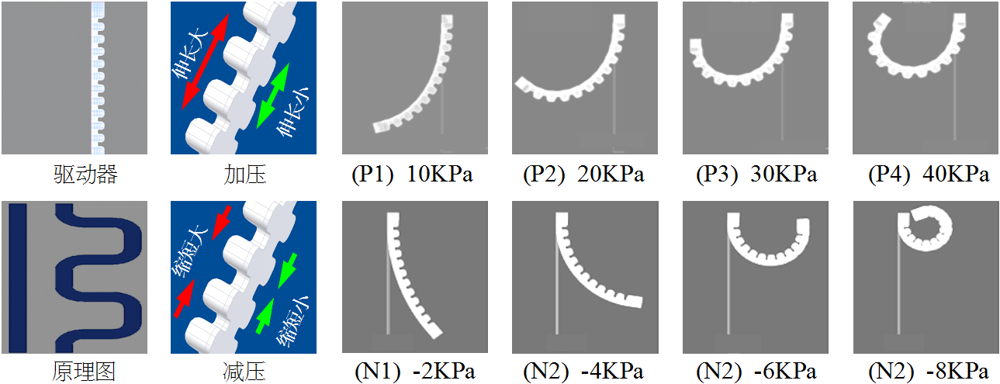 伸长大
伸长小
驱动器
加压
(P1) 10KPa
(P2) 20KPa
(P3) 30KPa
(P4) 40KPa
缩短大
缩短小
原理图
减压
(N1) -2KPa
(N2) -4KPa
(N2) -6KPa
(N2) -8KPa